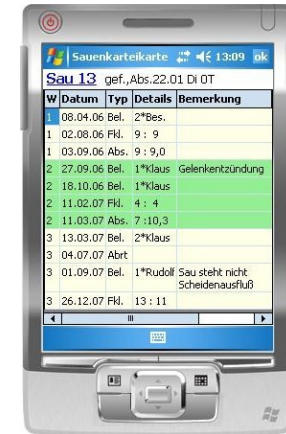 Sauenkarteikarte 13:09 ok
Sau 13 gef.,Abs.22.01 Di 0T
W Datum Typ Details Bemerkung
1 08.04.06 Bel. 2*Bes.
1 02.08.06 Fkl. 9 : 9
1 03.09.06 Abs. 9 : 9,0
2 27.09.06 Bel. 1*Klaus Gelenkentzündung
2 18.10.06 Bel. 1*Klaus
2 11.02.07 Fkl. 4 : 4
2 11.03.07 Abs. 7 :10,3
3 13.03.07 Bel. 2*Klaus
3 04.07.07 Abrt
3 01.09.07 Bel. 1*Rudolf Sau steht nicht
Scheidenausfluß
3 26.12.07 Fkl. 13 : 11